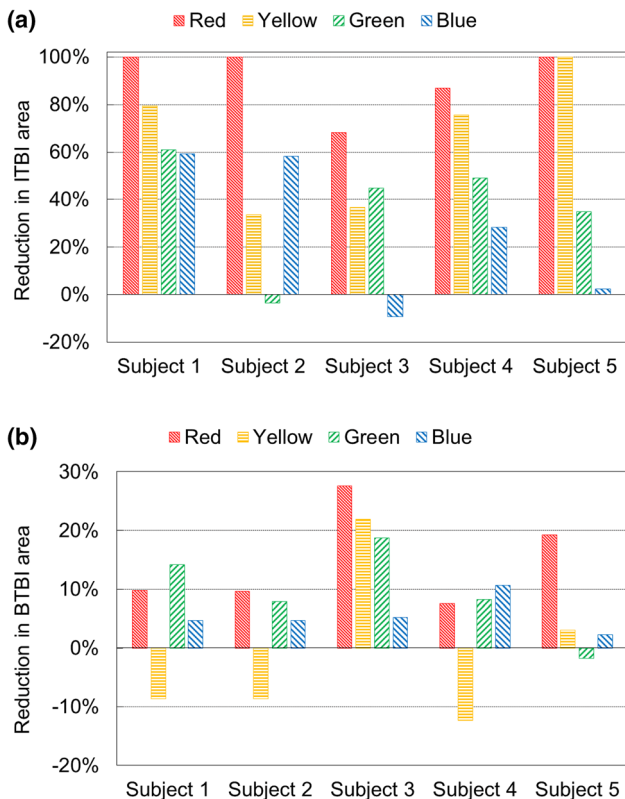 (a)
Red Yellow Green Blue
100%
80%
60%
40%
20%
0%
-20%
Reduction in ITBI area
Subject 1 Subject 2 Subject 3 Subject 4 Subject 5
(b)
Red Yellow Green Blue
30%
20%
10%
0%
-10%
-20%
Reduction in BTBI area
Subject 1 Subject 2 Subject 3 Subject 4 Subject 5